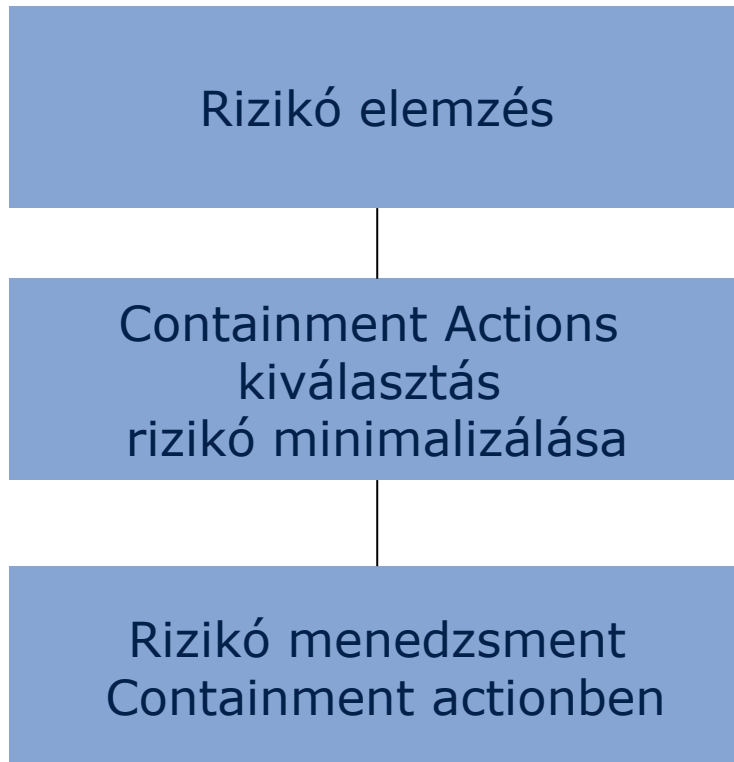 Rizikó elemzés
Containment Actions
kiválasztás
rizikó minimalizálása
Rizikó menedzsment
Containment actionben